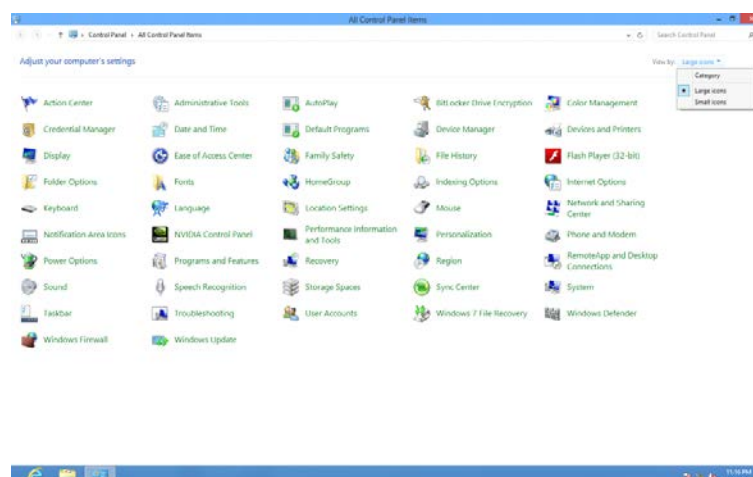 All Control Panel Items
Control Panel All Control Panel Items
Search Control Panel
Adjust your computer's settings
View by: Large icons
Category
Large icons
Small icons
Action Center Administrative Tools AutoPlay BitLocker Drive Encryption Color Management
Credential Manager Date and Time Default Programs Device Manager Devices and Printers
Display Ease of Access Center Family Safety File History Flash Player (32-bit)
Folder Options Fonts HomeGroup Indexing Options Internet Options
Keyboard Language Location Settings Mouse Network and Sharing Center
Notification Area Icons NVIDIA Control Panel Performance Information and Tools Personalization Phone and Modem
Power Options Programs and Features Recovery Region RemoteApp and Desktop Connections
Sound Speech Recognition Storage Spaces Sync Center System
Taskbar Troubleshooting User Accounts Windows 7 File Recovery Windows Defender
Windows Firewall Windows Update
11:16 PM